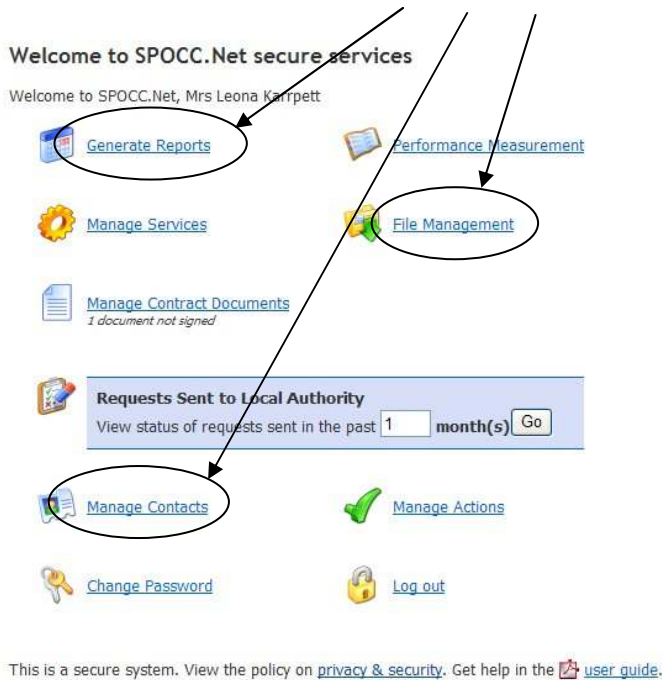 Welcome to SPOCC.Net secure services
Welcome to SPOCC.Net, Mrs Leona Karrpett
Generate Reports
Performance Measurement
Manage Services
File Management
Manage Contract Documents
1 document not signed
Requests Sent to Local Authority
View status of requests sent in the past 1 month(s) Go
Manage Contacts
Manage Actions
Change Password
Log out
This is a secure system. View the policy on privacy & security. Get help in the user guide.